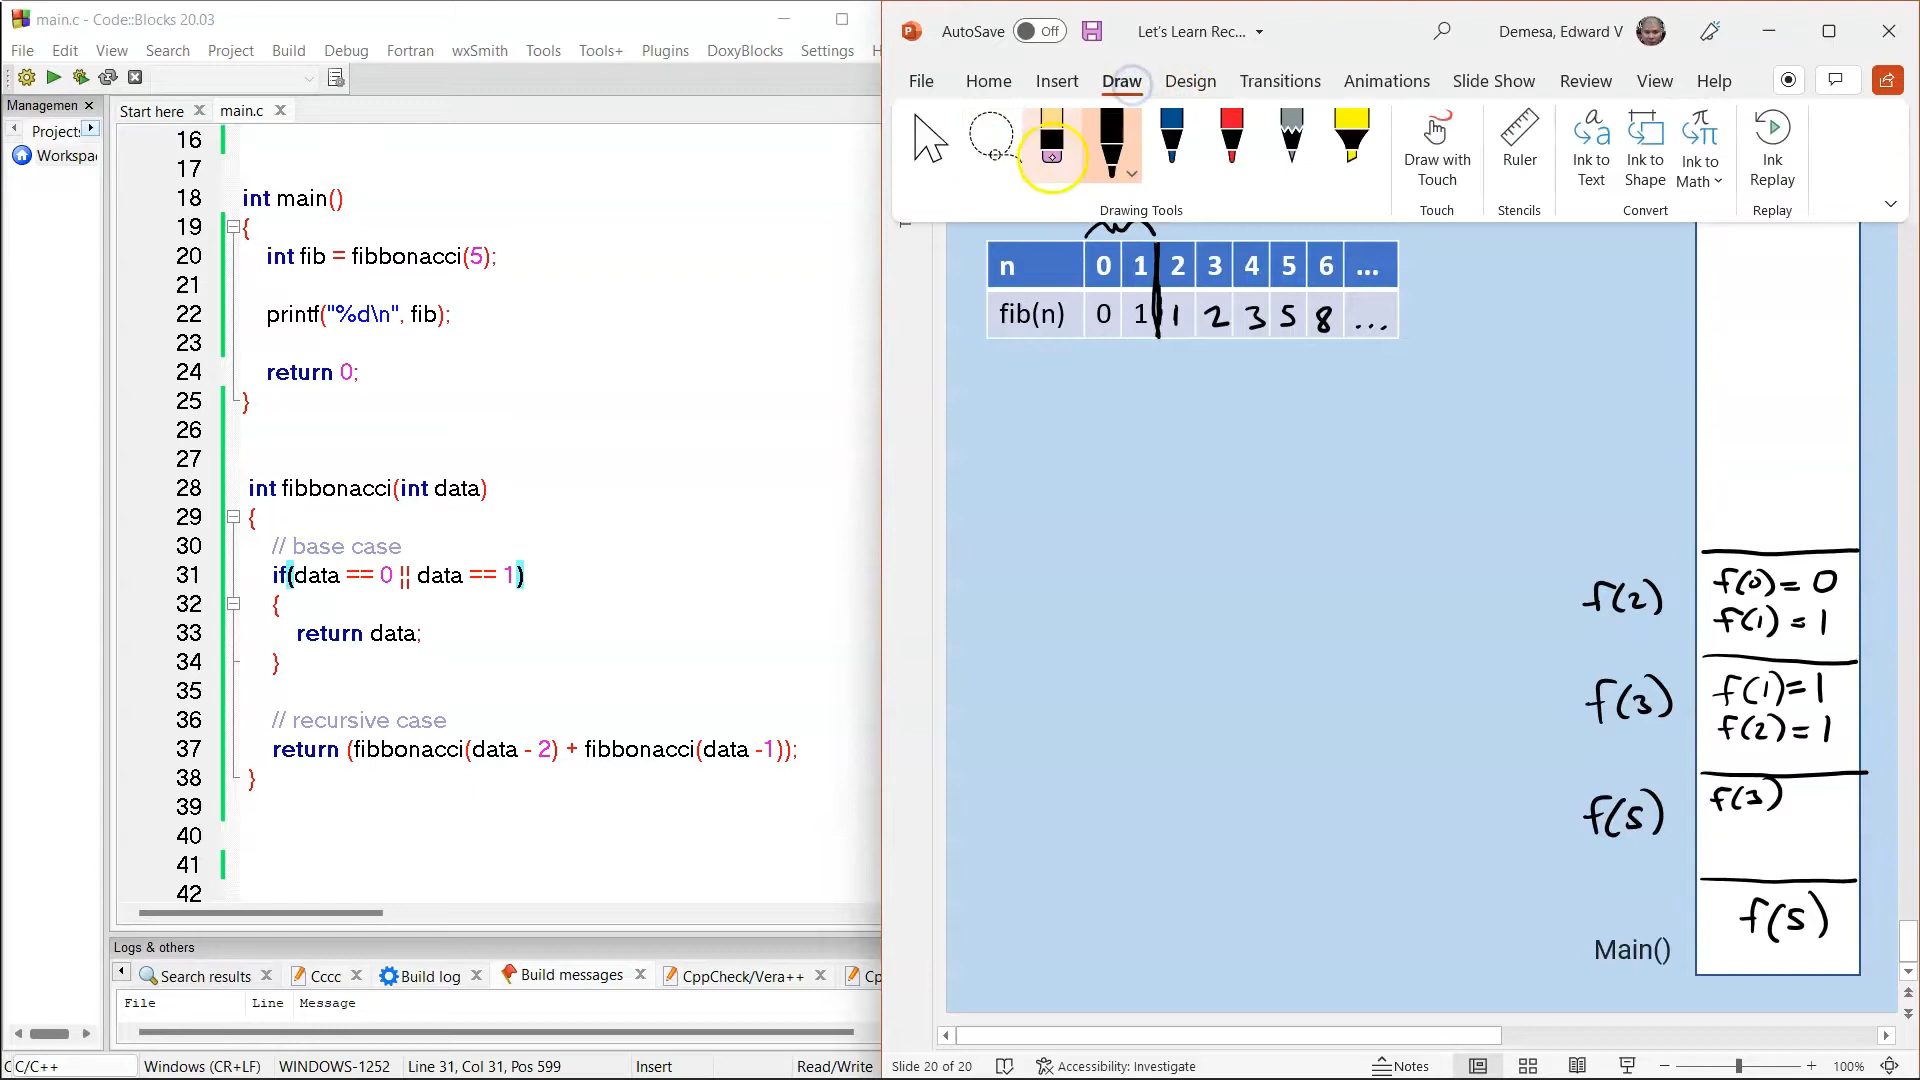 main.c - Code::Blocks 20.03
File Edit View Search Project Build Debug Fortran wxSmith Tools Tools+ Plugins DoxyBlocks Settings H
Managemen
Projects
Workspa
Start here main.c
16
17
18 int main()
19 {
20 int fib = fibbonacci(5);
21
22 printf("%d\n", fib);
23
24 return 0;
25 }
26
27
28 int fibbonacci(int data)
29 {
30 // base case
31 if(data == 0 || data == 1)
32 {
33 return data;
34 }
35
36 // recursive case
37 return (fibbonacci(data - 2) + fibbonacci(data -1));
38 }
39
40
41
42
Logs & others
Search results Cccc Build log Build messages CppCheck/Vera++ Cp
File Line Message
C/C++ Windows (CR+LF) WINDOWS-1252 Line 31, Col 31, Pos 599 Insert Read/Write
AutoSave Off Let's Learn Rec... Demesa, Edward V
File Home Insert Draw Design Transitions Animations Collaborate Slide Show Review View Help
Draw with Touch Ruler Ink to Text Ink to Shape Ink to Math Ink Replay
Drawing Tools Touch Stencils Convert Replay
n 0 1 2 3 4 5 6 ...
fib(n) 0 1 1 2 3 5 8 ...
f(2) f(0) = 0
f(1) = 1
f(3) f(1) = 1
f(2) = 1
f(5) f(3)
Main() f(5)
Slide 20 of 20 Accessibility: Investigate Notes 100%